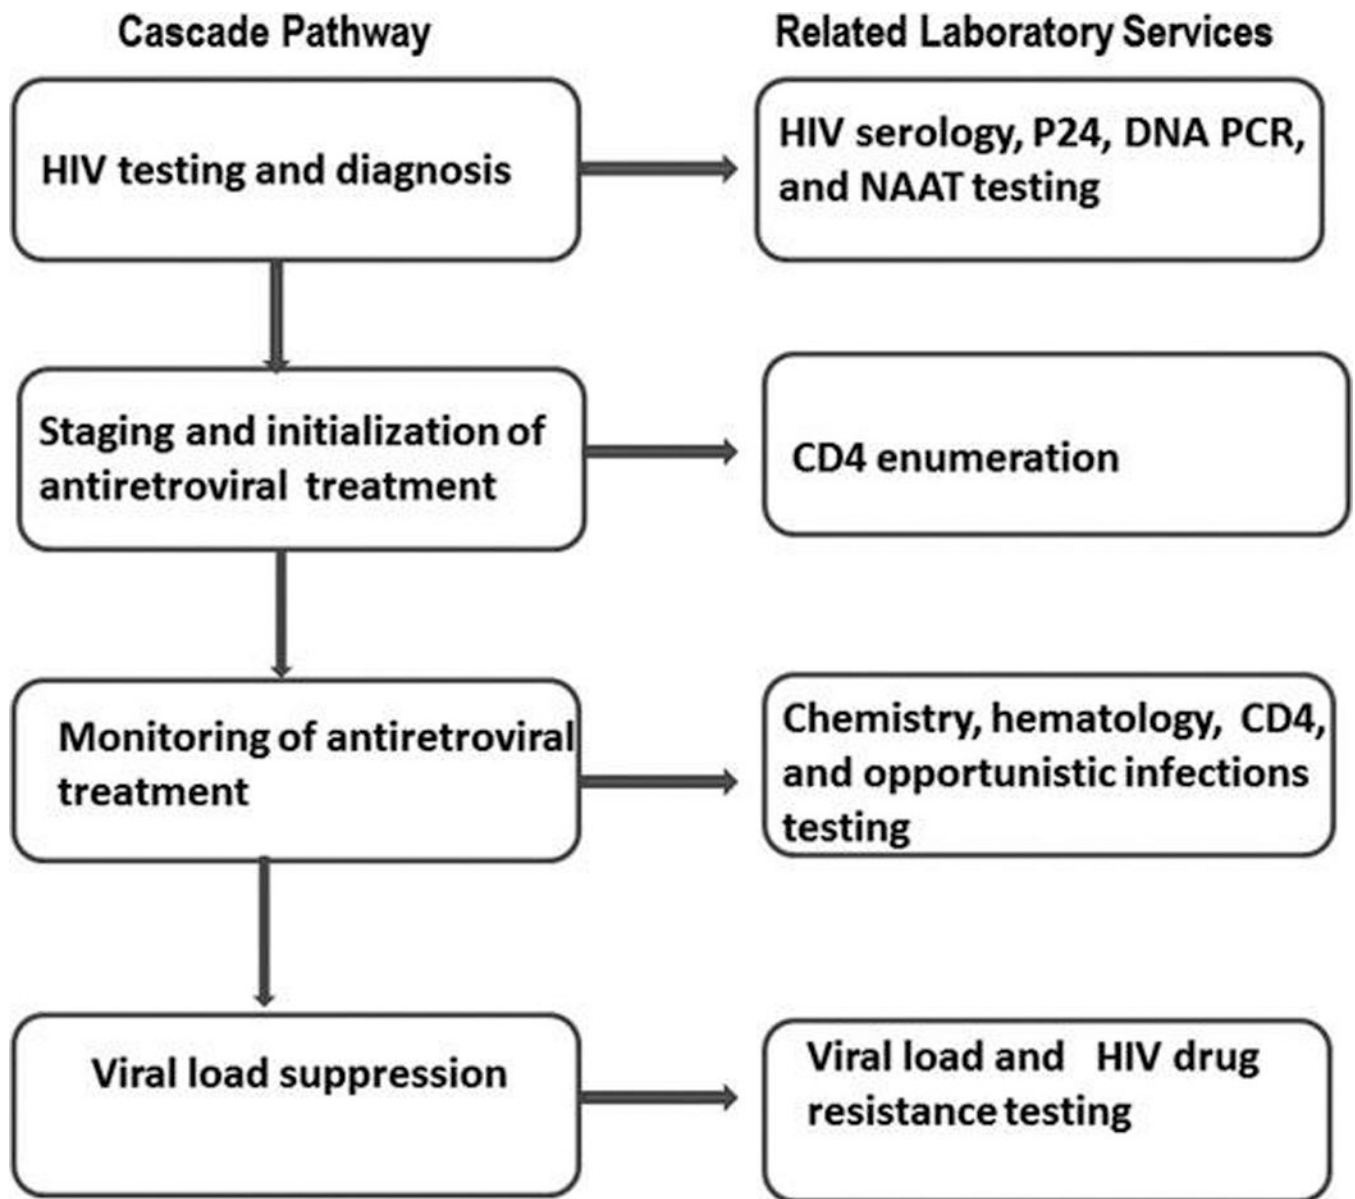 Cascade Pathway
Related Laboratory Services
HIV testing and diagnosis
HIV serology, P24, DNA PCR,
and NAAT testing
Staging and initialization of
antiretroviral treatment
CD4 enumeration
Monitoring of antiretroviral
treatment
Chemistry, hematology, CD4,
and opportunistic infections
testing
Viral load suppression
Viral load and HIV drug
resistance testing